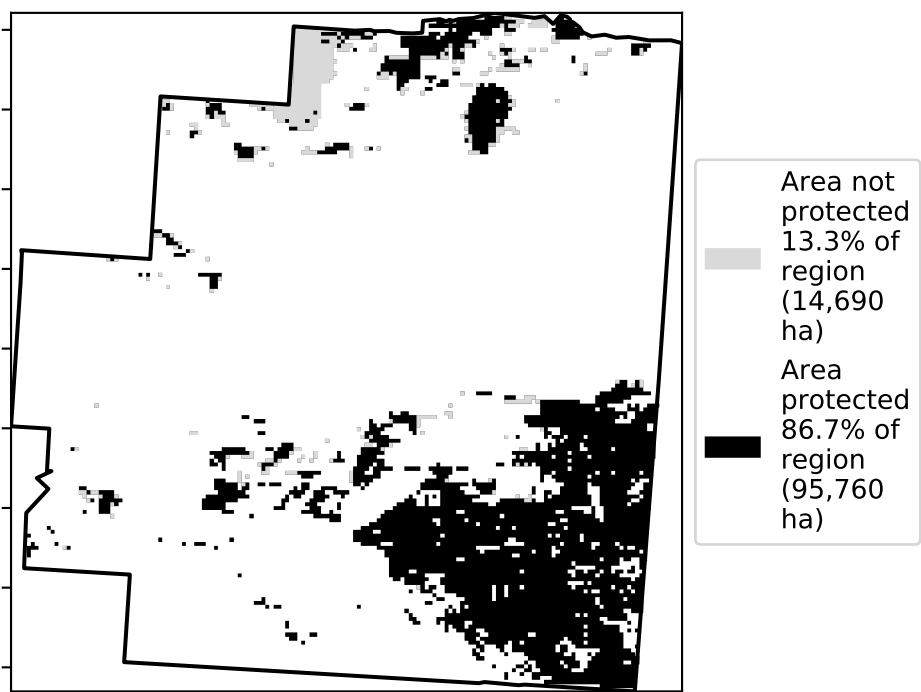 Area not
protected
13.3% of
region
(14,690
ha)
Area
protected
86.7% of
region
(95,760
ha)